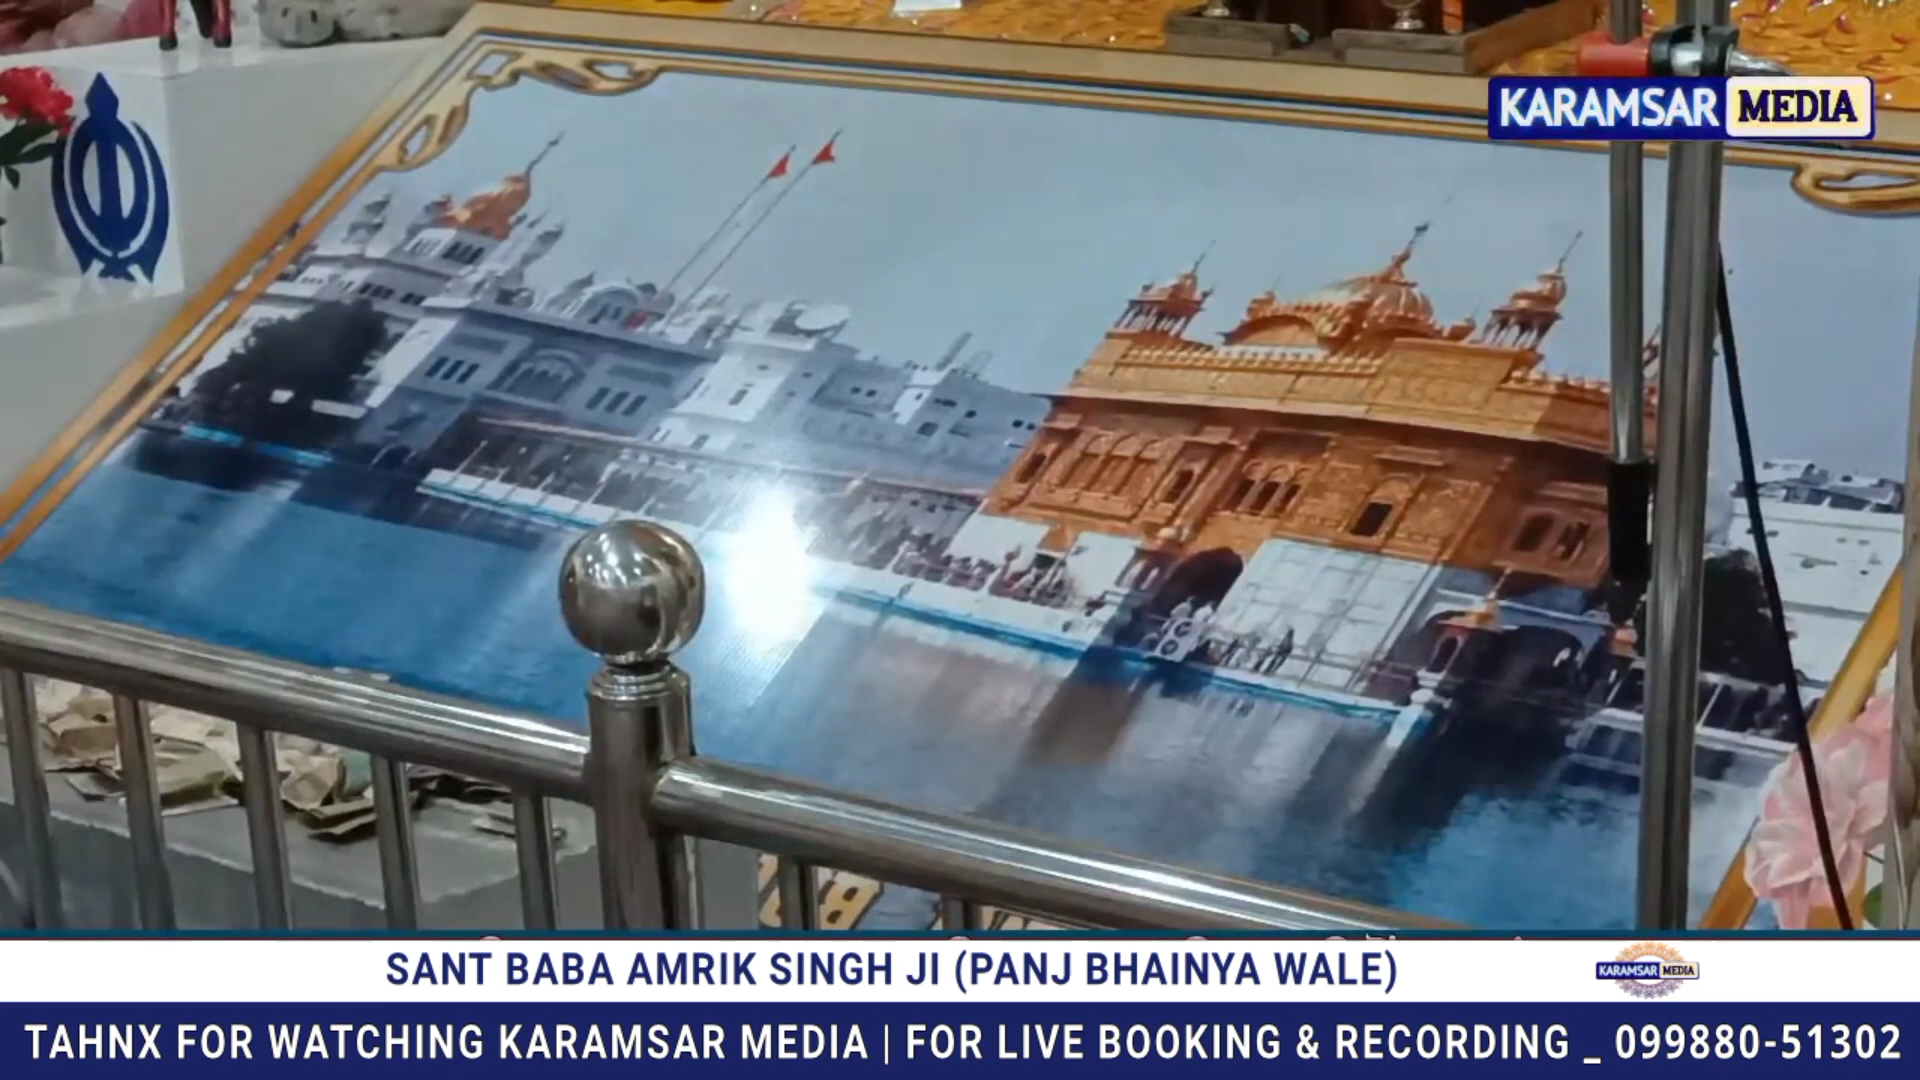 KARAMSAR MEDIA
SANT BABA AMRIK SINGH JI (PANJ BHAINYA WALE)
KARAMSAR MEDIA
TAHNX FOR WATCHING KARAMSAR MEDIA | FOR LIVE BOOKING & RECORDING _ 099880-51302